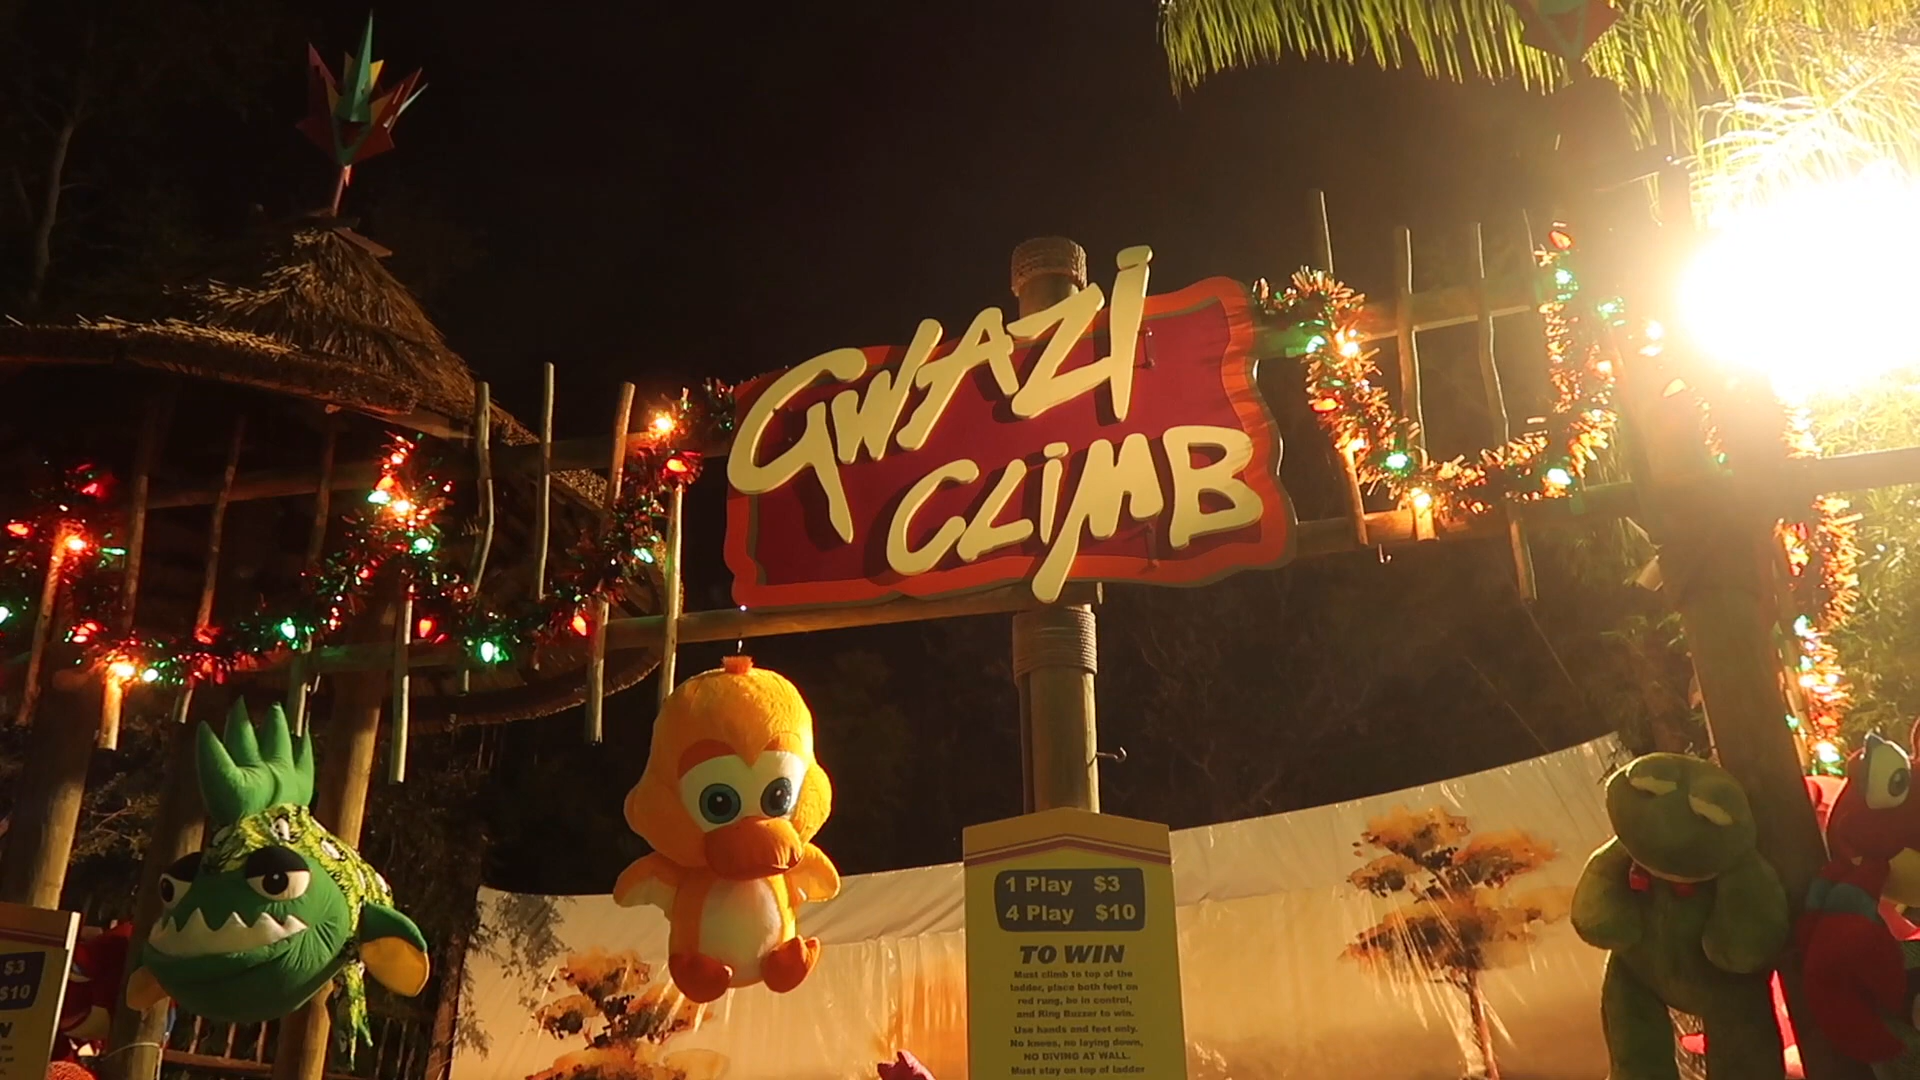 GWAZI
CLiMB
1 Play $3
4 Play $10
TO WIN
Must climb to top of the
ladder, place both feet on
red rung, be in control,
and Ring Buzzer to win.
Use hands and feet only.
No knees, no laying down,
NO DIVING AT WALL.
Must stay on top of ladder
$3
$10